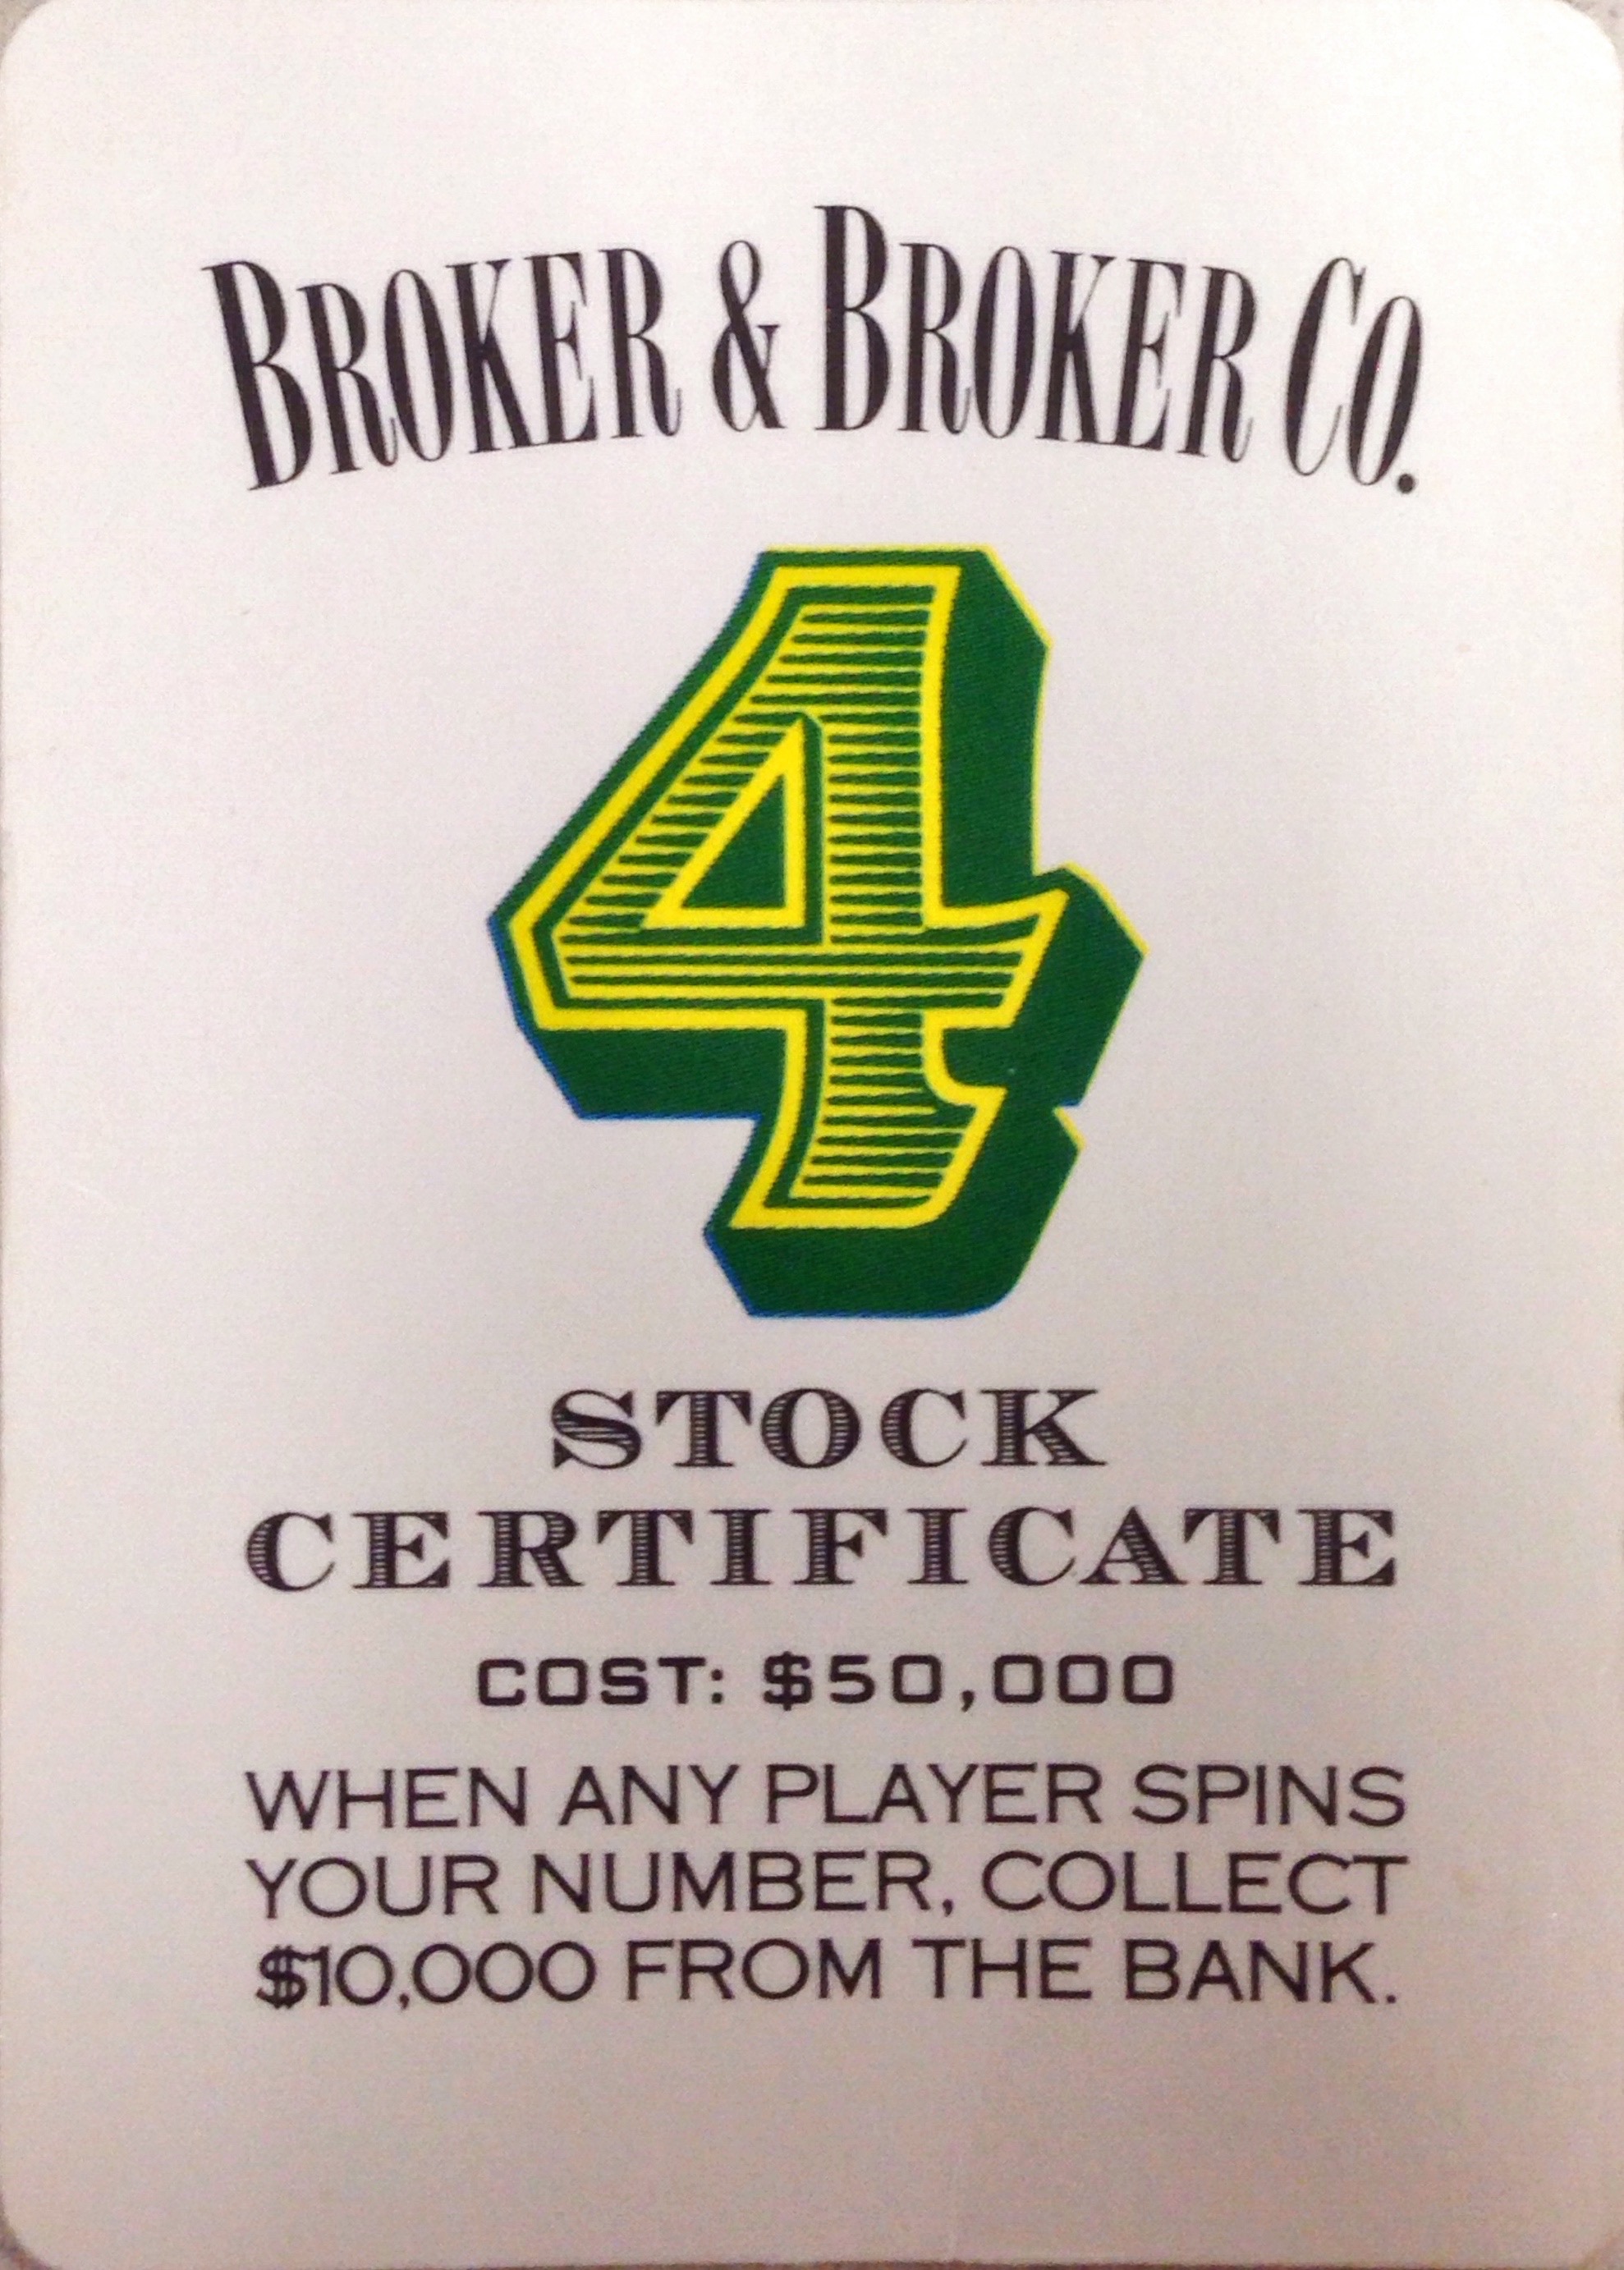 BROKER & BROKER CO.
4
STOCK
CERTIFICATE
COST: $50,000
WHEN ANY PLAYER SPINS
YOUR NUMBER, COLLECT
$10,000 FROM THE BANK.